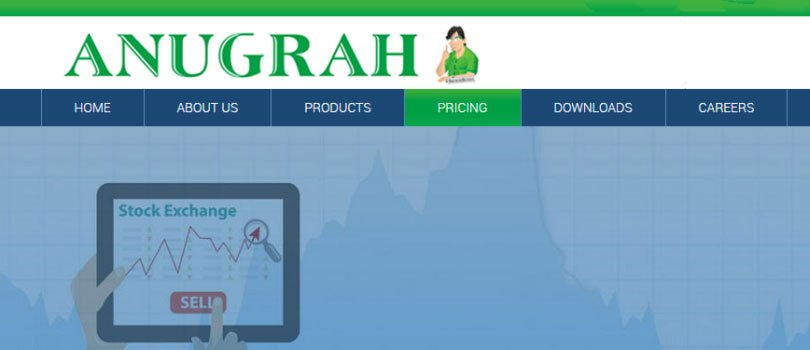 ANUGRAH
HOME ABOUT US PRODUCTS PRICING DOWNLOADS CAREERS
Stock Exchange
SELL